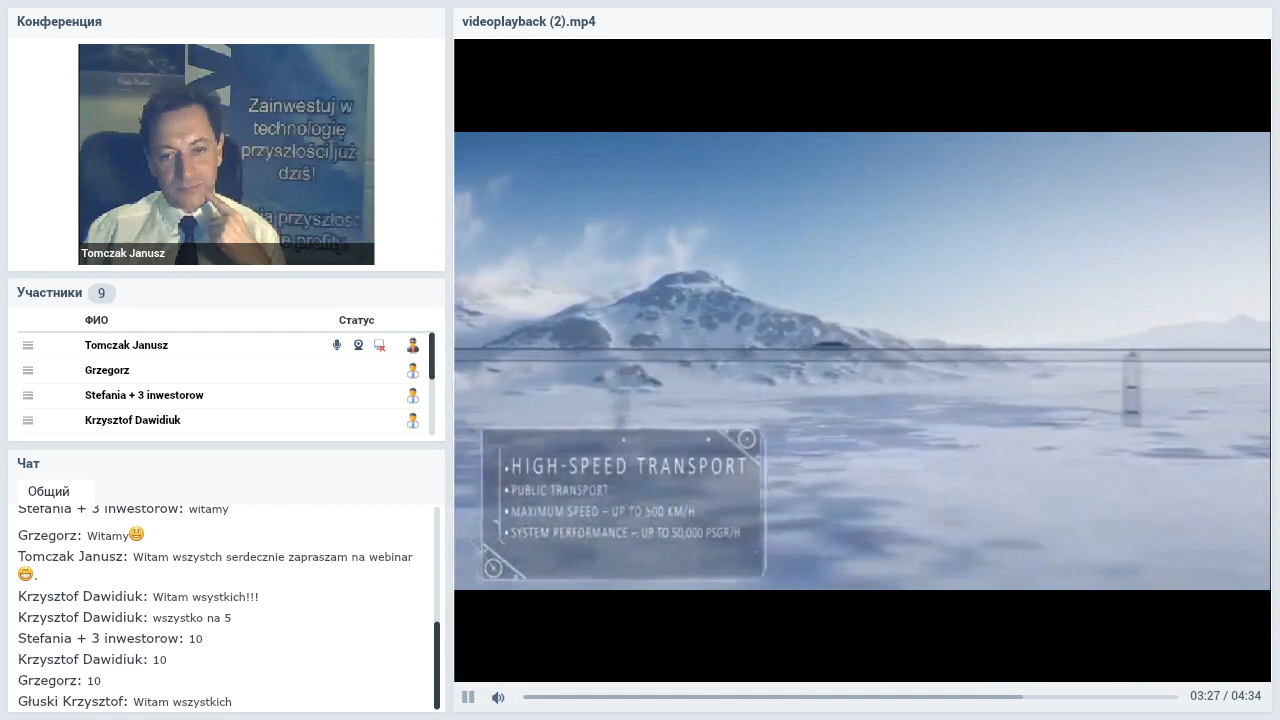 Конференция
Zainwestuj w
technologię
przyszłości już
dziś!
profity.
Tomczak Janusz
Участники 9
ФИО Статус
Tomczak Janusz
Grzegorz
Stefania + 3 inwestorow
Krzysztof Dawidiuk
Чат
Общий
Stefania + 3 inwestorow: witamy
Grzegorz: Witamy
Tomczak Janusz: Witam wszystch serdecznie zapraszam na webinar
.
Krzysztof Dawidiuk: Witam wsystkich!!!
Krzysztof Dawidiuk: wszystko na 5
Stefania + 3 inwestorow: 10
Krzysztof Dawidiuk: 10
Grzegorz: 10
Głuski Krzysztof: Witam wszystkich
videoplayback (2).mp4
•HIGH-SPEED TRANSPORT
•PUBLIC TRANSPORT
•MAXIMUM SPEED – UP TO 500 KM/H
•SYSTEM PERFORMANCE – UP TO 50,000 PSGR/H
03:27 / 04:34